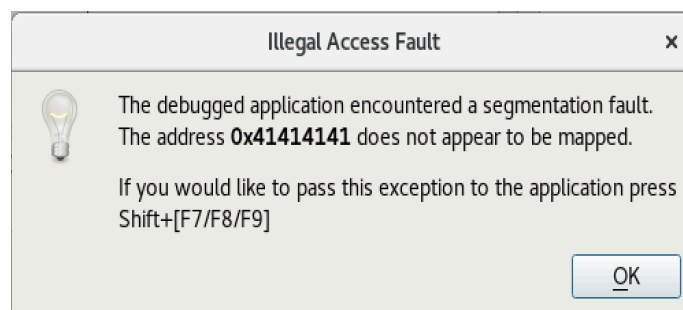 Illegal Access Fault
The debugged application encountered a segmentation fault.
The address 0x41414141 does not appear to be mapped.
If you would like to pass this exception to the application press
Shift+[F7/F8/F9]
OK